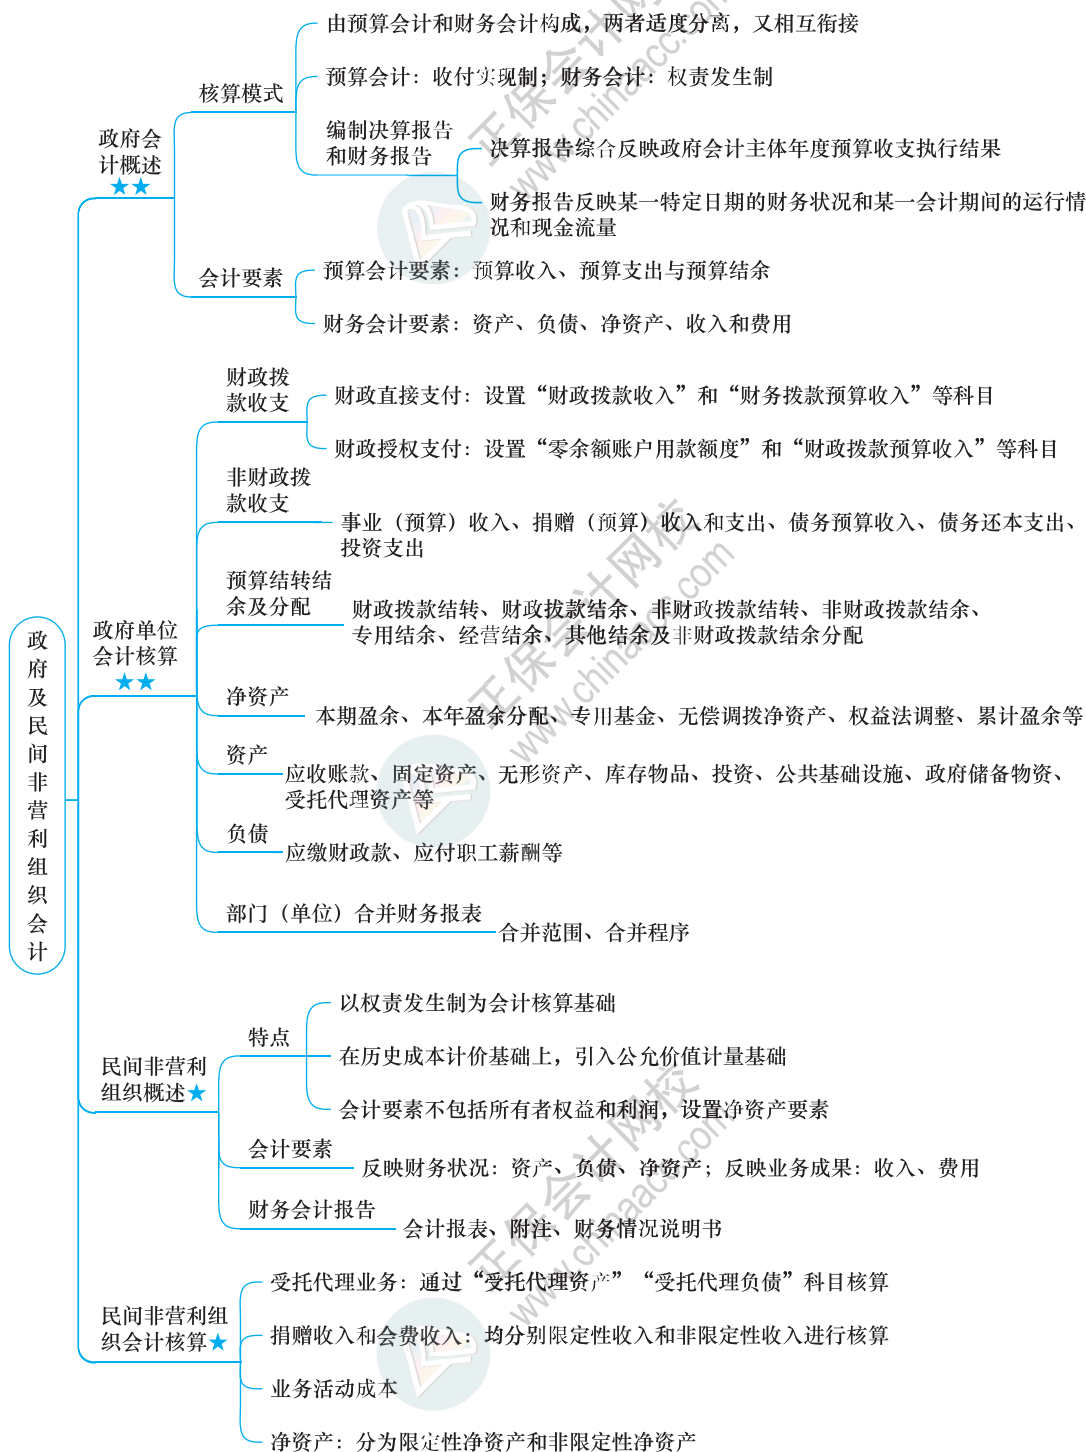 政府及民间非营利组织会计
政府会
计概述
★★
核算模式
由预算会计和财务会计构成，两者适度分离，又相互衔接
预算会计：收付实现制；财务会计：权责发生制
编制决算报告
和财务报告
决算报告综合反映政府会计主体年度预算收支执行结果
财务报告反映某一特定日期的财务状况和某一会计期间的运行情
况和现金流量
会计要素
预算会计要素：预算收入、预算支出与预算结余
财务会计要素：资产、负债、净资产、收入和费用
政府单位
会计核算
★★
财政拨
款收支
财政直接支付：设置“财政拨款收入”和“财务拨款预算收入”等科目
财政授权支付：设置“零余额账户用款额度”和“财政拨款预算收入”等科目
非财政拨
款收支
事业（预算）收入、捐赠（预算）收入和支出、债务预算收入、债务还本支出、
投资支出
预算结转结
余及分配
财政拨款结转、财政拨款结余、非财政拨款结转、非财政拨款结余、
专用结余、经营结余、其他结余及非财政拨款结余分配
净资产
本期盈余、本年盈余分配、专用基金、无偿调拨净资产、权益法调整、累计盈余等
资产
应收账款、固定资产、无形资产、库存物品、投资、公共基础设施、政府储备物资、
受托代理资产等
负债
应缴财政款、应付职工薪酬等
部门（单位）合并财务报表
合并范围、合并程序
民间非营利
组织概述★
特点
以权责发生制为会计核算基础
在历史成本计价基础上，引入公允价值计量基础
会计要素不包括所有者权益和利润，设置净资产要素
会计要素
反映财务状况：资产、负债、净资产；反映业务成果：收入、费用
财务会计报告
会计报表、附注、财务情况说明书
民间非营利组
织会计核算★
受托代理业务：通过“受托代理资产”“受托代理负债”科目核算
捐赠收入和会费收入：均分别限定性收入和非限定性收入进行核算
业务活动成本
净资产：分为限定性净资产和非限定性净资产
正保会计网校
www.chinaacc.com
正保会计网校
www.chinaacc.com
正保会计网校
www.chinaacc.com